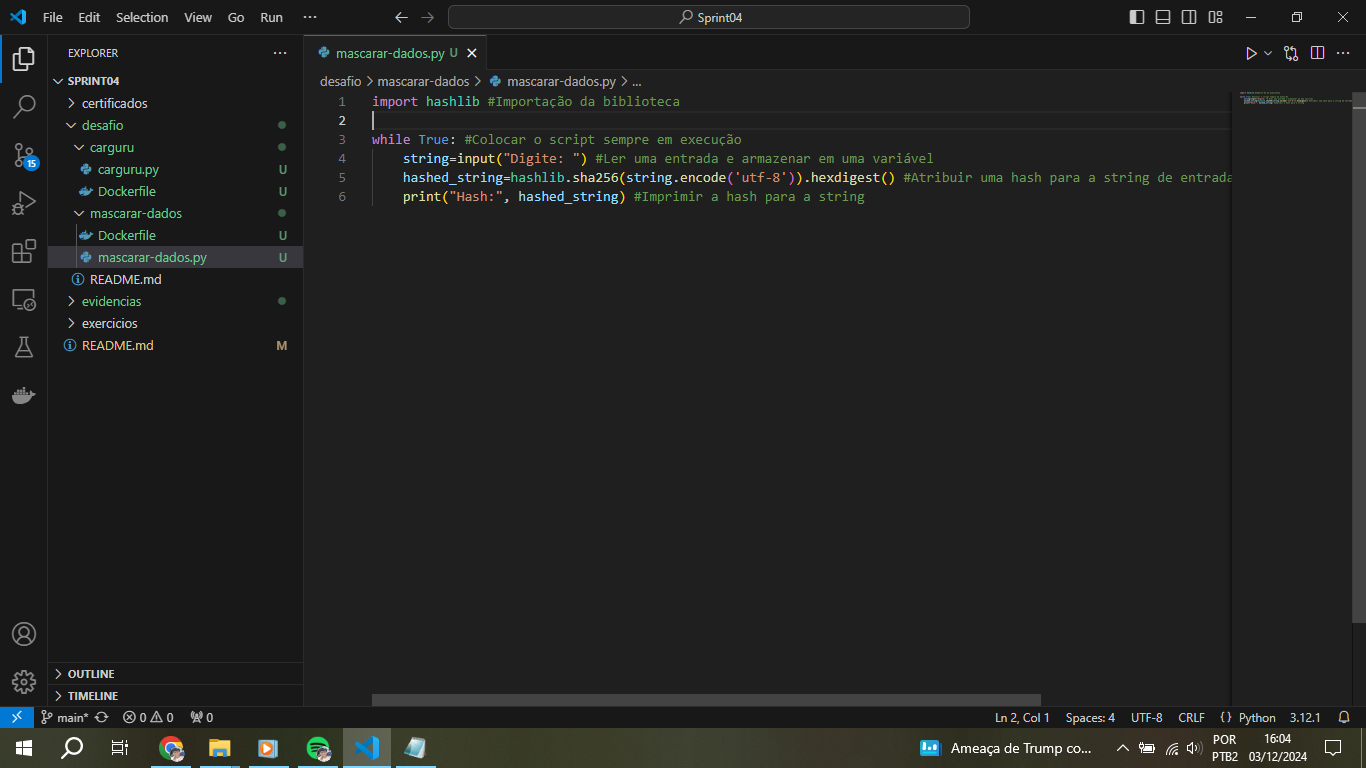 File Edit Selection View Go Run ··· Sprint04
EXPLORER ···
SPRINT04
certificados
desafio
carguru
carguru.py U
Dockerfile U
mascarar-dados
Dockerfile U
mascarar-dados.py U
README.md
evidencias
exercicios
README.md M
OUTLINE
TIMELINE
15
mascarar-dados.py U
desafio > mascarar-dados > mascarar-dados.py > ...
1 import hashlib #Importação da biblioteca
2
3 while True: #Colocar o script sempre em execução
4 string=input("Digite: ") #Ler uma entrada e armazenar em uma variável
5 hashed_string=hashlib.sha256(string.encode('utf-8')).hexdigest() #Atribuir uma hash para a string de entrada
6 print("Hash:", hashed_string) #Imprimir a hash para a string
main* 0 0 0 Ln 2, Col 1 Spaces: 4 UTF-8 CRLF {} Python 3.12.1
Ameaça de Trump co... POR 16:04
PTB2 03/12/2024